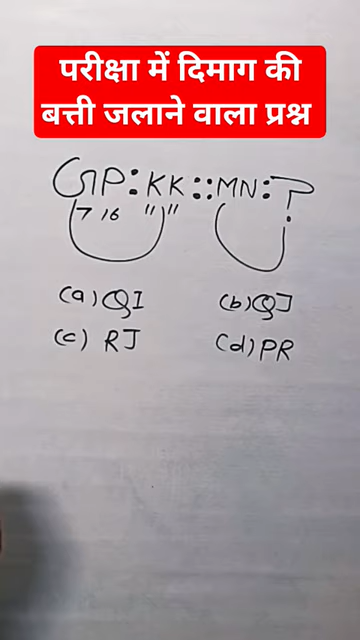 परीक्षा में दिमाग की
बत्ती जलाने वाला प्रश्न
GP : KK :: MN : ?
7 16 11 11
(a) QI (b) QJ
(c) RJ (d) PR